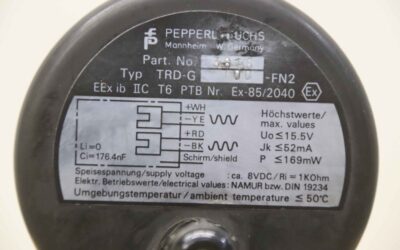 PEPPERL+FUCHS
Mannheim W. Germany
Part. No.
Typ TRD-G -FN2
EEx ib IIC T6 PTB Nr. Ex-85/2040 Ex
+WH
-YE
+RD
-BK
Schirm/shield
Li=0
Ci=176.4nF
Höchstwerte/
max. values
Uo≤15.5V
Jk≤52mA
P ≤169mW
Speisespannung/supply voltage : ca. 8VDC/Ri=1KOhm
Elektr. Betriebswerte/electrical values: NAMUR bzw. DIN 19234
Umgebungstemperatur/ambient temperature ≤50°C